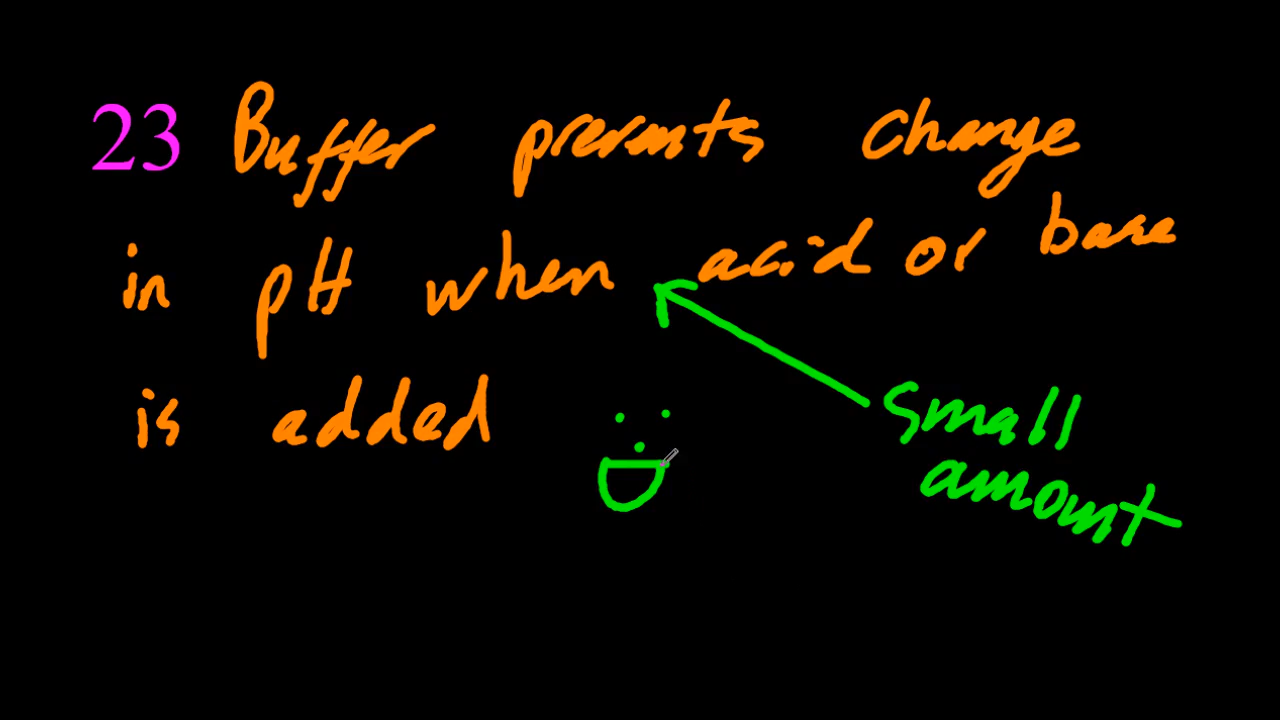 23 Buffer prevents change
in pH when acid or base
is added
small
amount